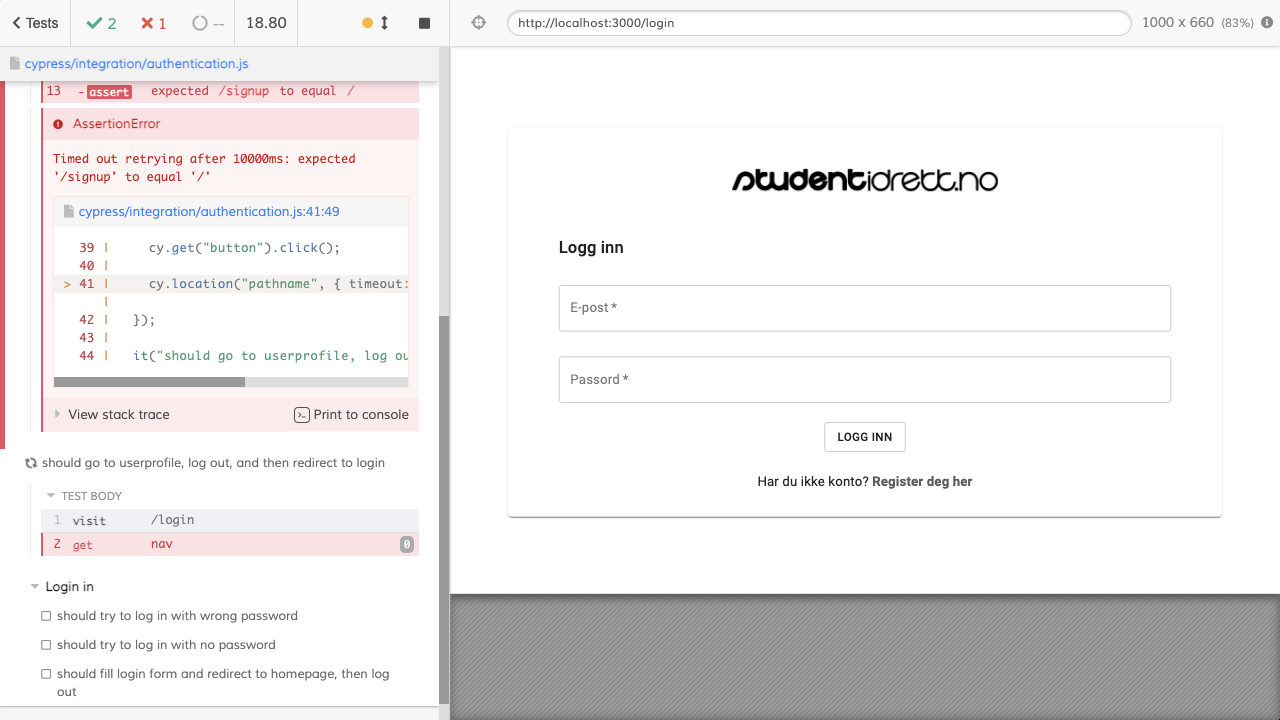 Tests
2
1
--
18.80
http://localhost:3000/login
1000 x 660 (83%)
cypress/integration/authentication.js
13 -assert expected /signup to equal /
AssertionError
Timed out retrying after 10000ms: expected
'/signup' to equal '/'
cypress/integration/authentication.js:41:49
39 | cy.get("button").click();
40 |
> 41 | cy.location("pathname", { timeout:
|
42 | });
43 |
44 | it("should go to userprofile, log ou
View stack trace
Print to console
should go to userprofile, log out, and then redirect to login
TEST BODY
1 visit /login
2 get nav 0
Login in
should try to log in with wrong password
should try to log in with no password
should fill login form and redirect to homepage, then log
out
studentidrett.no
Logg inn
E-post *
Passord *
LOGG INN
Har du ikke konto? Register deg her